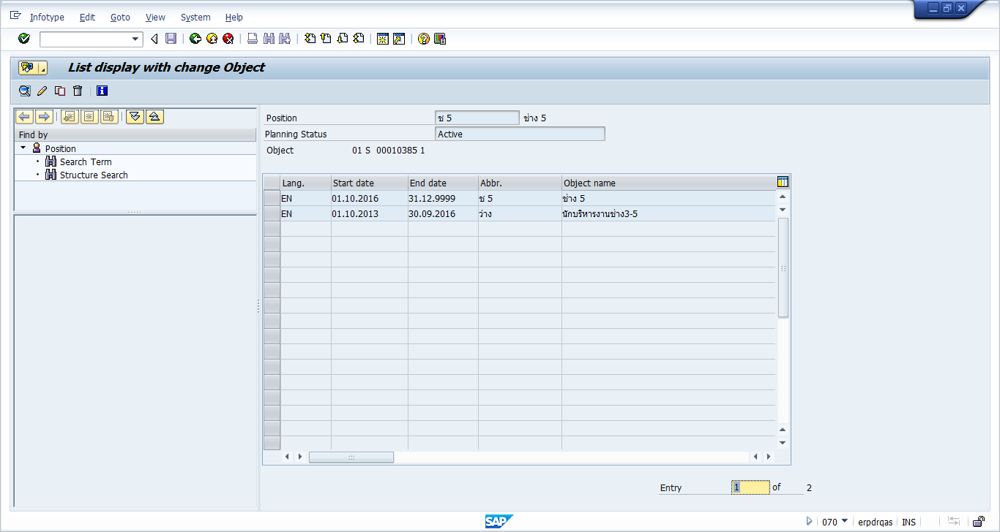 Infotype Edit Goto View System Help
List display with change Object
Find by
Position
Search Term
Structure Search
Position ช 5 ช่าง 5
Planning Status Active
Object 01 S 00010385 1
Lang. Start date End date Abbr. Object name
EN 01.10.2016 31.12.9999 ช 5 ช่าง 5
EN 01.10.2013 30.09.2016 ว่าง นักบริหารงานช่าง3-5
Entry 1 of 2
SAP 070 erpdrqas INS